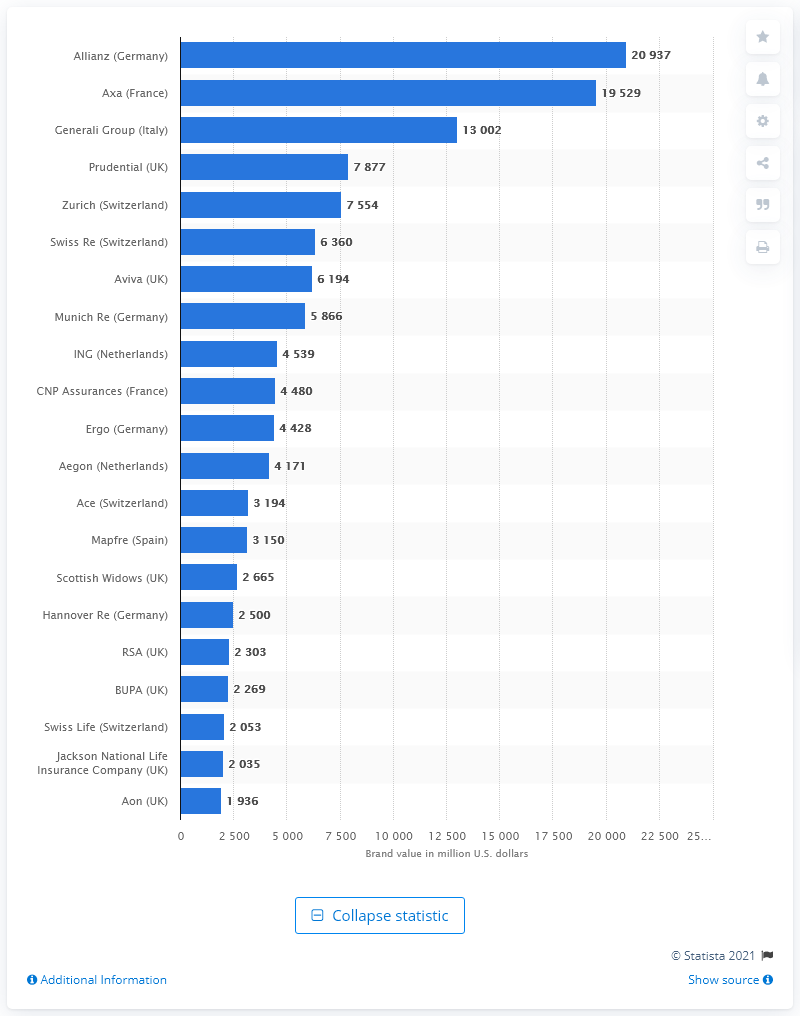 Allianz (Germany) 20 937
Axa (France) 19 529
Generali Group (Italy) 13 002
Prudential (UK) 7 877
Zurich (Switzerland) 7 554
Swiss Re (Switzerland) 6 360
Aviva (UK) 6 194
Munich Re (Germany) 5 866
ING (Netherlands) 4 539
CNP Assurances (France) 4 480
Ergo (Germany) 4 428
Aegon (Netherlands) 4 171
Ace (Switzerland) 3 194
Mapfre (Spain) 3 150
Scottish Widows (UK) 2 665
Hannover Re (Germany) 2 500
RSA (UK) 2 303
BUPA (UK) 2 269
Swiss Life (Switzerland) 2 053
Jackson National Life
Insurance Company (UK) 2 035
Aon (UK) 1 936
0 2 500 5 000 7 500 10 000 12 500 15 000 17 500 20 000 22 500 25…
Brand value in million U.S. dollars
Collapse statistic
© Statista 2021
Additional Information Show source